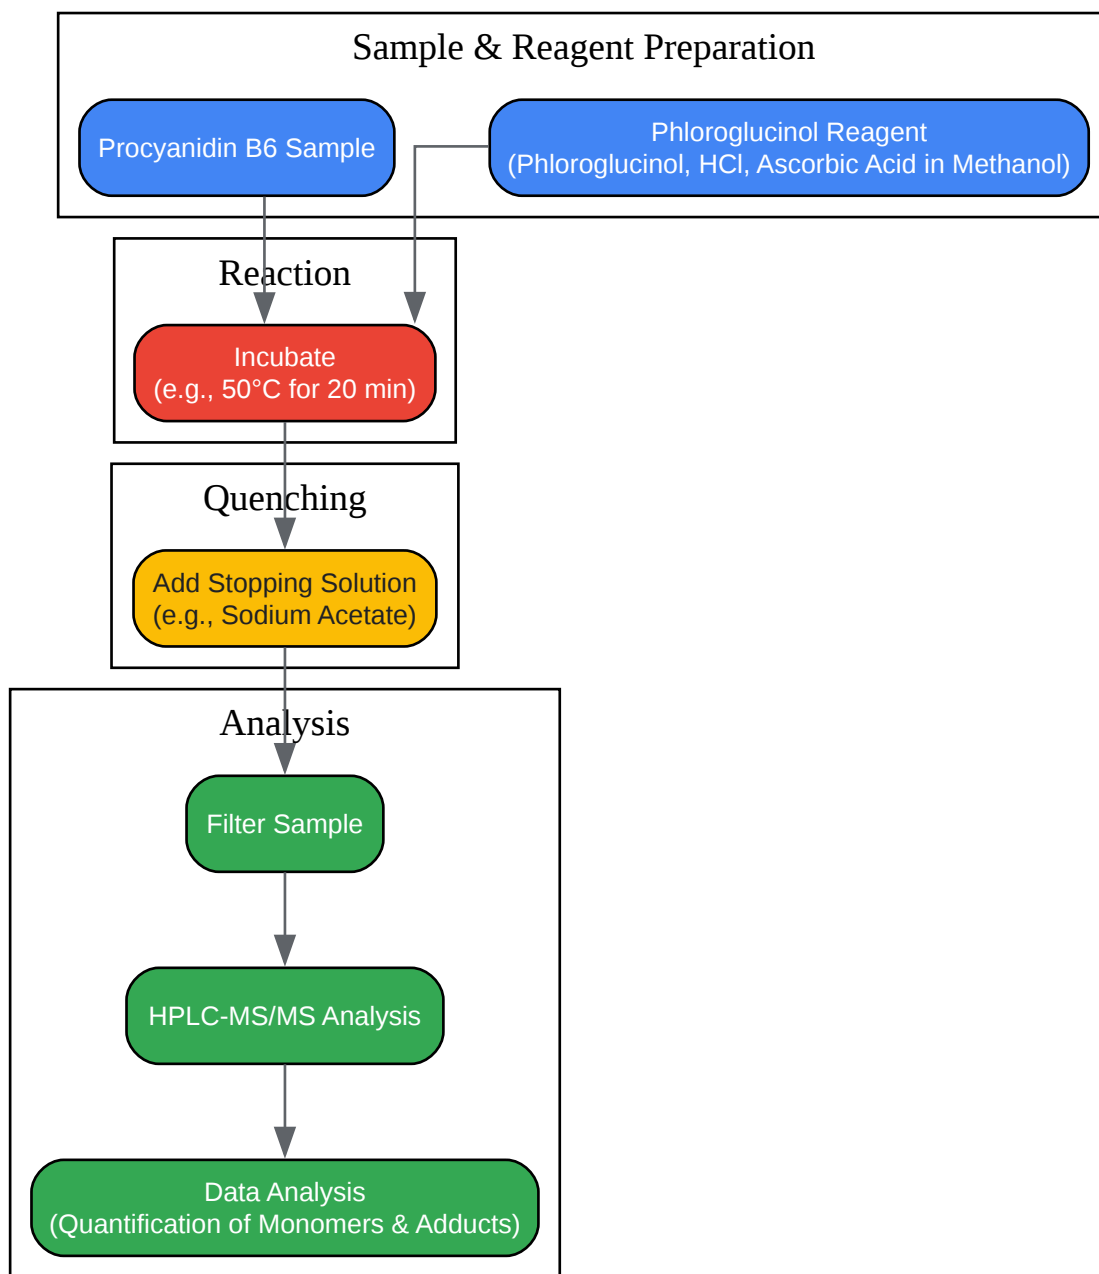 Sample & Reagent Preparation
Procyanidin B6 Sample
Phloroglucinol Reagent
(Phloroglucinol, HCl, Ascorbic Acid in Methanol)
Reaction
Incubate
(e.g., 50°C for 20 min)
Quenching
Add Stopping Solution
(e.g., Sodium Acetate)
Analysis
Filter Sample
HPLC-MS/MS Analysis
Data Analysis
(Quantification of Monomers & Adducts)